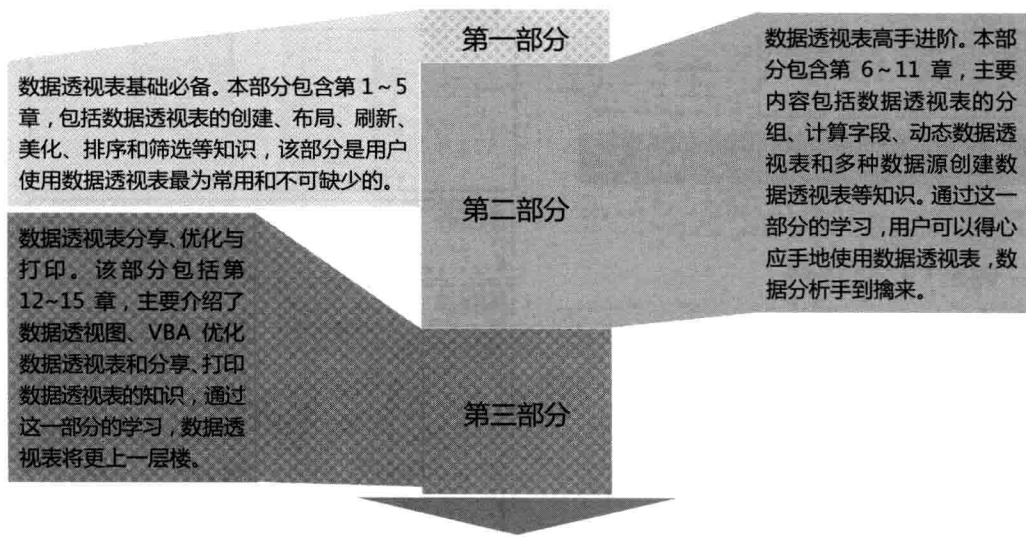 第一部分
数据透视表基础必备。本部分包含第 1~5
章，包括数据透视表的创建、布局、刷新、
美化、排序和筛选等知识，该部分是用户
使用数据透视表最为常用和不可缺少的。
第二部分
数据透视表高手进阶。本部
分包含第 6~11 章，主要
内容包括数据透视表的分
组、计算字段、动态数据透
视表和多种数据源创建数
据透视表等知识。通过这一
部分的学习，用户可以得心
应手地使用数据透视表，数
据分析手到擒来。
第三部分
数据透视表分享、优化与
打印。该部分包括第
12~15 章，主要介绍了
数据透视图、VBA 优化
数据透视表和分享、打印
数据透视表的知识，通过
这一部分的学习，数据透
视表将更上一层楼。